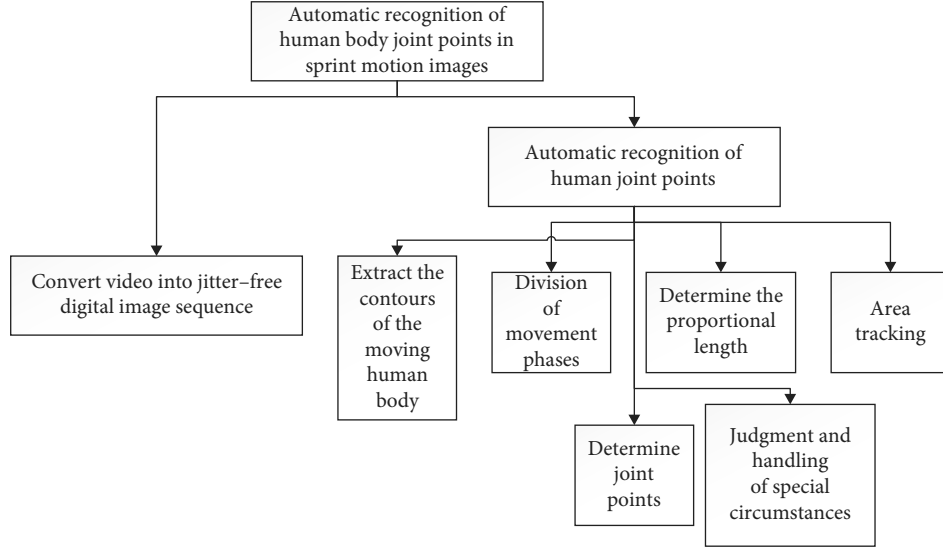 Automatic recognition of
human body joint points in
sprint motion images
Automatic recognition of
human joint points
Convert video into jitter–free
digital image sequence
Extract the
contours
of the
moving
human
body
Division
of
movement
phases
Determine the
proportional
length
Area
tracking
Determine
joint
points
Judgment and
handling
of special
circumstances